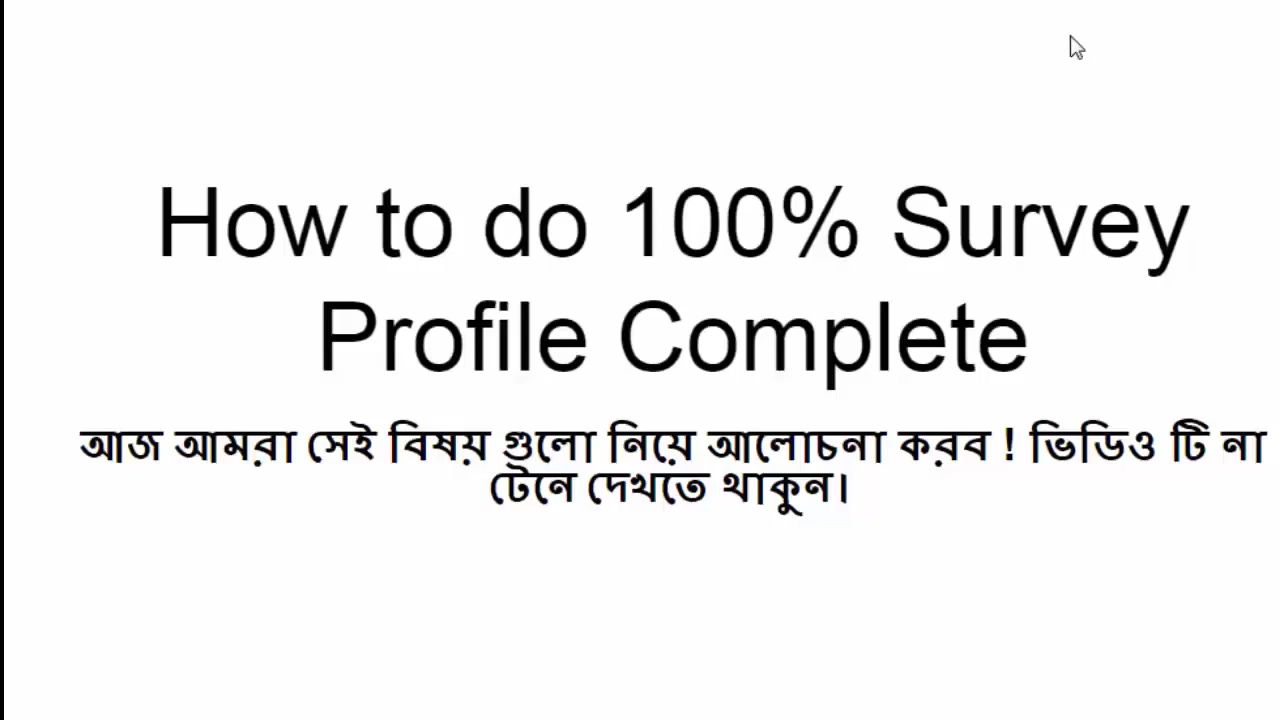 How to do 100% Survey
Profile Complete
আজ আমরা সেই বিষয় গুলো নিয়ে আলোচনা করব ! ভিডিও টি না
টেনে দেখতে থাকুন।